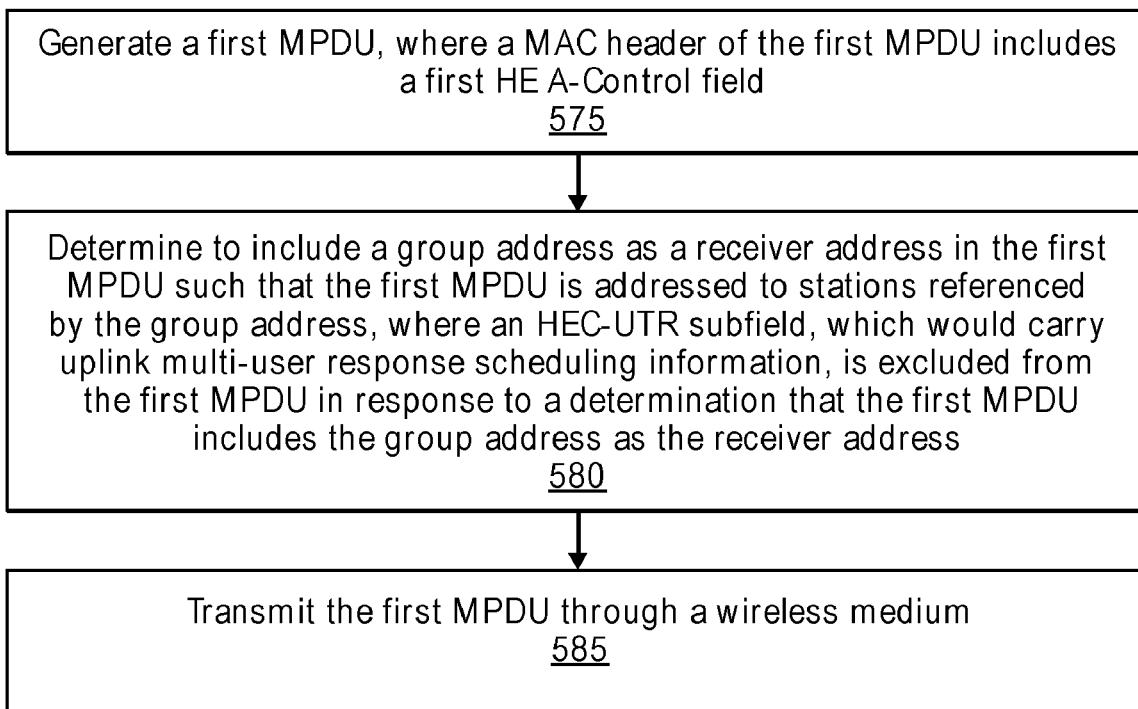 Generate a first MPDU, where a MAC header of the first MPDU includes
a first HE A-Control field
575
Determine to include a group address as a receiver address in the first
MPDU such that the first MPDU is addressed to stations referenced
by the group address, where an HEC-UTR subfield, which would carry
uplink multi-user response scheduling information, is excluded from
the first MPDU in response to a determination that the first MPDU
includes the group address as the receiver address
580
Transmit the first MPDU through a wireless medium
585